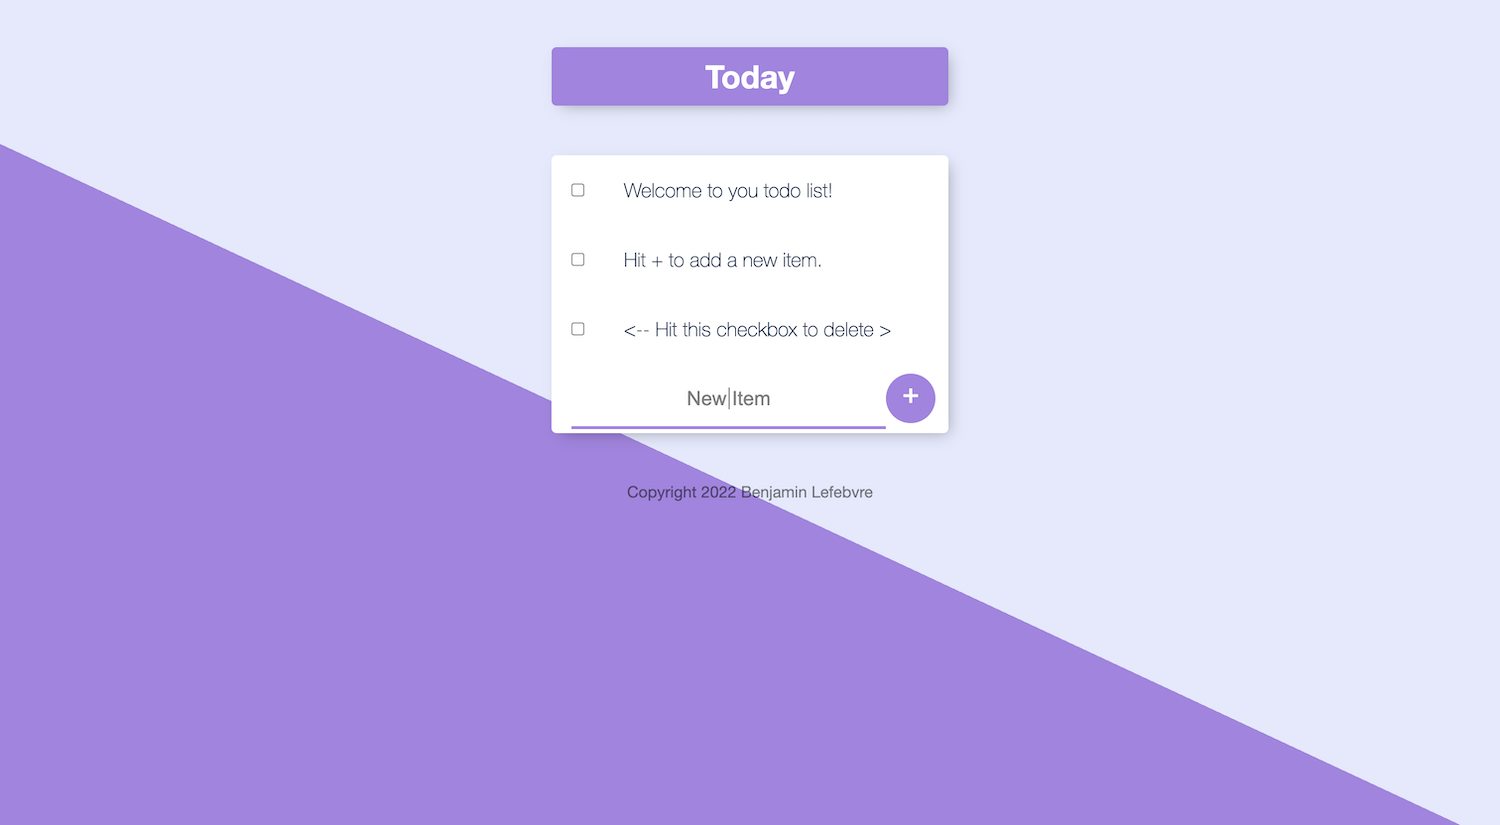 Today
Welcome to you todo list!
Hit + to add a new item.
<-- Hit this checkbox to delete >
New Item
+
Copyright 2022 Benjamin Lefebvre